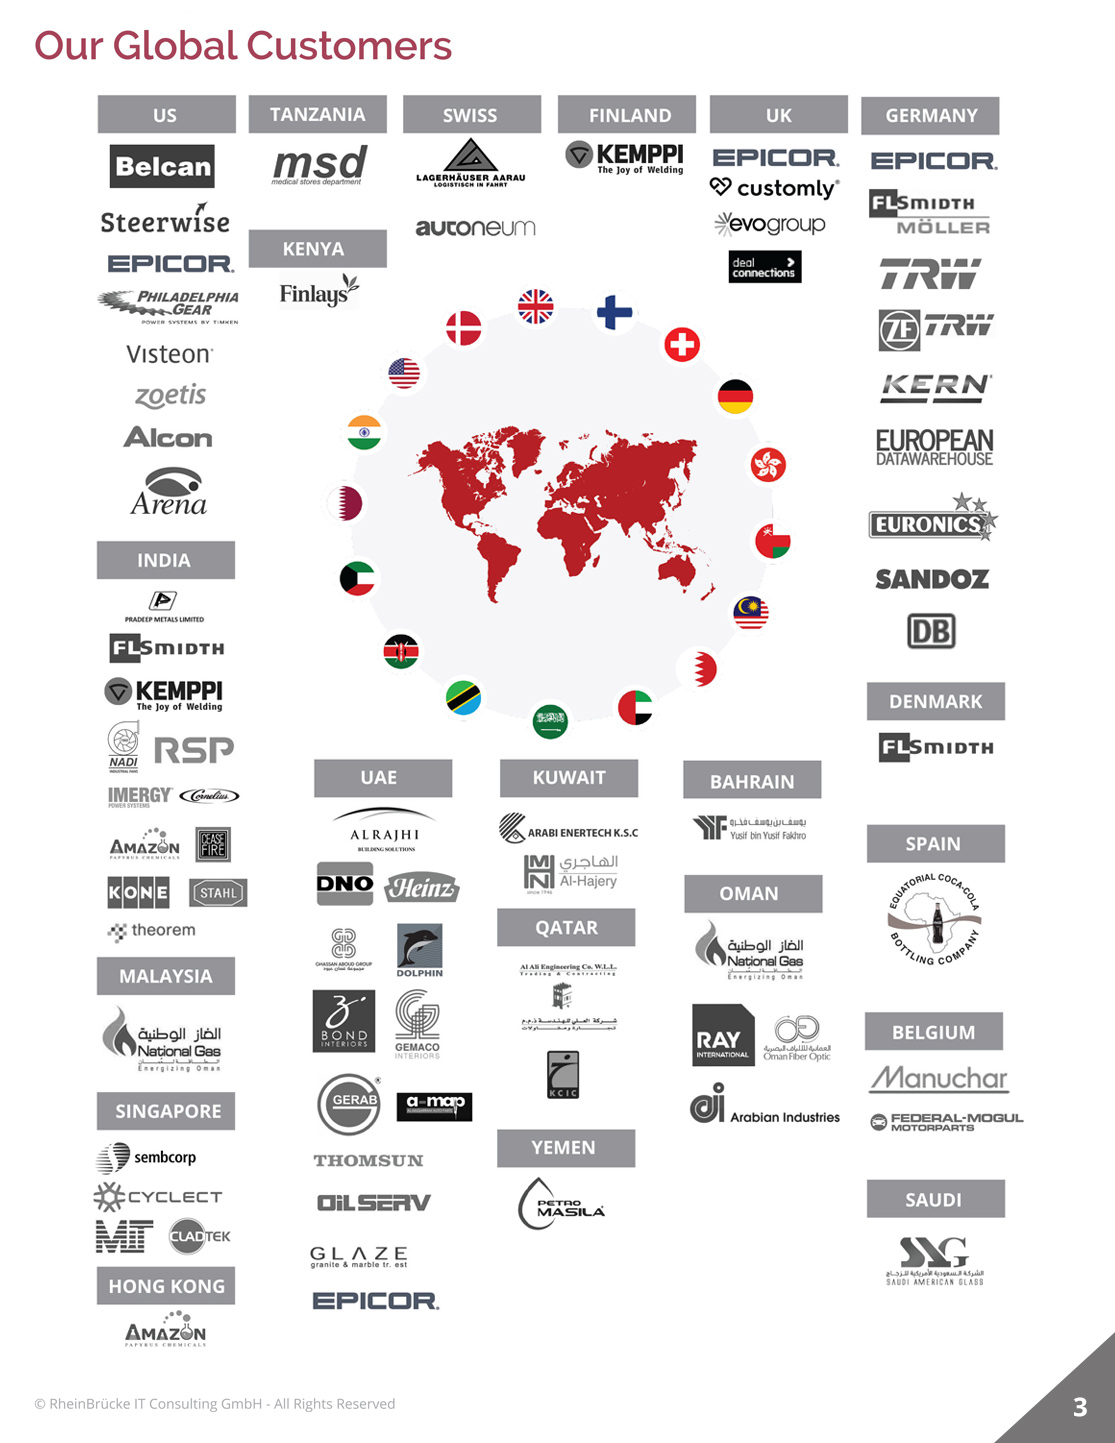 Our Global Customers
US
Belcan
Steerwise
EPICOR.
PHILADELPHIA
GEAR
POWER SYSTEMS BY TIMKEN
Visteon
zoetis
Alcon
Arena
INDIA
PRADEEP METALS LIMITED
FLSMIDTH
KEMPPI
The Joy of Welding
NADI
INDUSTRIAL FANS
RSP
IMERGY
POWER SYSTEMS
Cornelius
AMAZON
PAPYRUS CHEMICALS
CEASE
FIRE
KONE
STAHL
theorem
MALAYSIA
الغاز الوطنية
National Gas
Energizing Oman
SINGAPORE
sembcorp
CYCLECT
MIT
CLADTEK
HONG KONG
AMAZON
PAPYRUS CHEMICALS
TANZANIA
msd
medical stores department
KENYA
Finlays
SWISS
LAGERHÄUSER AARAU
LOGISTISCH IN FAHRT
autoneum
FINLAND
KEMPPI
The Joy of Welding
UK
EPICOR.
customly
evogroup
deal
connections
GERMANY
EPICOR.
FLSMIDTH
MÖLLER
TRW
ZF TRW
KERN
EUROPEAN
DATAWAREHOUSE
EURONICS
SANDOZ
DB
DENMARK
FLSMIDTH
SPAIN
EQUATORIAL COCA-COLA
BOTTLING COMPANY
BELGIUM
Manuchar
FEDERAL-MOGUL
MOTORPARTS
SAUDI
الشركة السعودية الأمريكية للزجاج
SAUDI AMERICAN GLASS
UAE
ALRAJHI
BUILDING SOLUTIONS
DNO
Heinz
GHASSAN ABOUD GROUP
مجموعة غسان عبود
DOLPHIN
BOND
INTERIORS
GEMACO
INTERIORS
GERAB
a-map
THOMSUN
OiLSERV
GLAZE
granite & marble tr. est
EPICOR.
KUWAIT
ARABI ENERTECH K.S.C
الهاجري
Al-Hajery
since 1946
QATAR
Al Ali Engineering Co. W.L.L.
Trading & Contracting
شركة العلي للهندسة ذ.م.م
تجارة ومقاولات
KCIC
YEMEN
PETRO
MASILA
BAHRAIN
يوسف بن يوسف فخرو
Yusif bin Yusif Fakhro
OMAN
الغاز الوطنية
National Gas
Energizing Oman
RAY
INTERNATIONAL
العمانية للألياف البصرية
Oman Fiber Optic
Arabian Industries
© RheinBrücke IT Consulting GmbH - All Rights Reserved
3